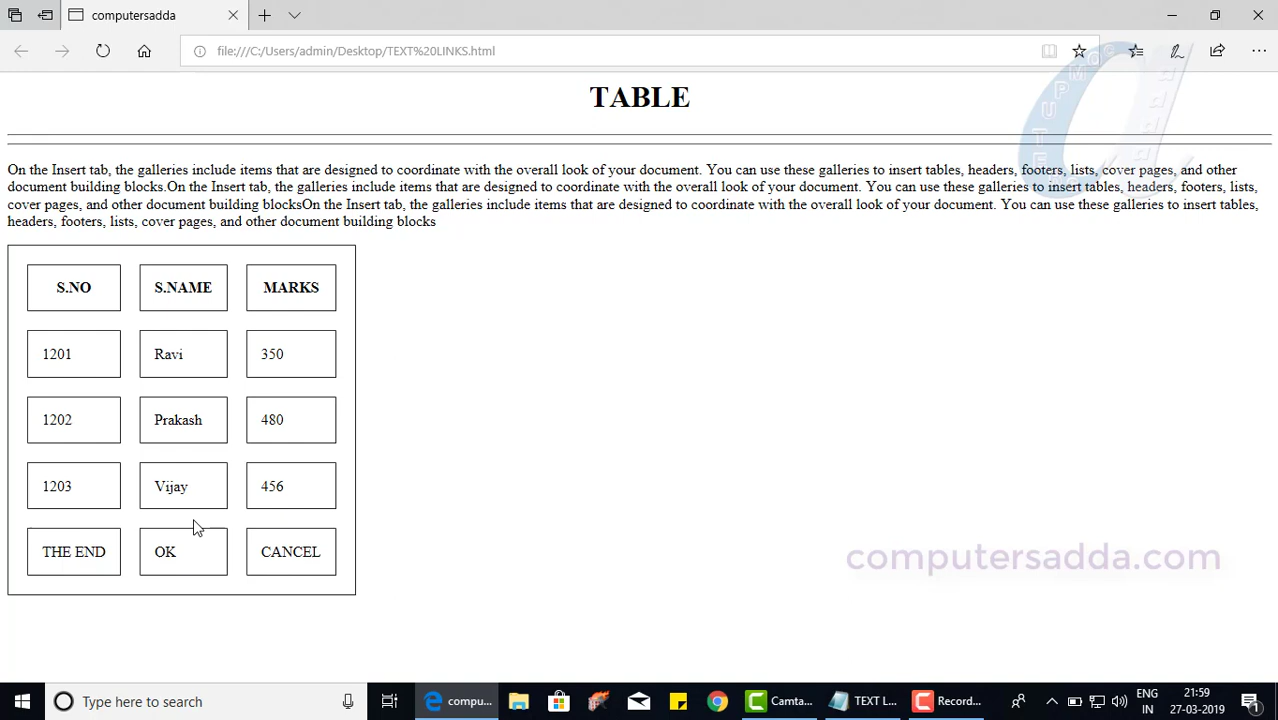 computersadda
file:///C:/Users/admin/Desktop/TEXT%20LINKS.html
TABLE
On the Insert tab, the galleries include items that are designed to coordinate with the overall look of your document. You can use these galleries to insert tables, headers, footers, lists, cover pages, and other
document building blocks.On the Insert tab, the galleries include items that are designed to coordinate with the overall look of your document. You can use these galleries to insert tables, headers, footers, lists,
cover pages, and other document building blocksOn the Insert tab, the galleries include items that are designed to coordinate with the overall look of your document. You can use these galleries to insert tables,
headers, footers, lists, cover pages, and other document building blocks
S.NO S.NAME MARKS
1201 Ravi 350
1202 Prakash 480
1203 Vijay 456
THE END OK CANCEL
computersadda.com
Type here to search
compu...
Camta...
TEXT L...
Record...
ENG 21:59
IN 27-03-2019
1